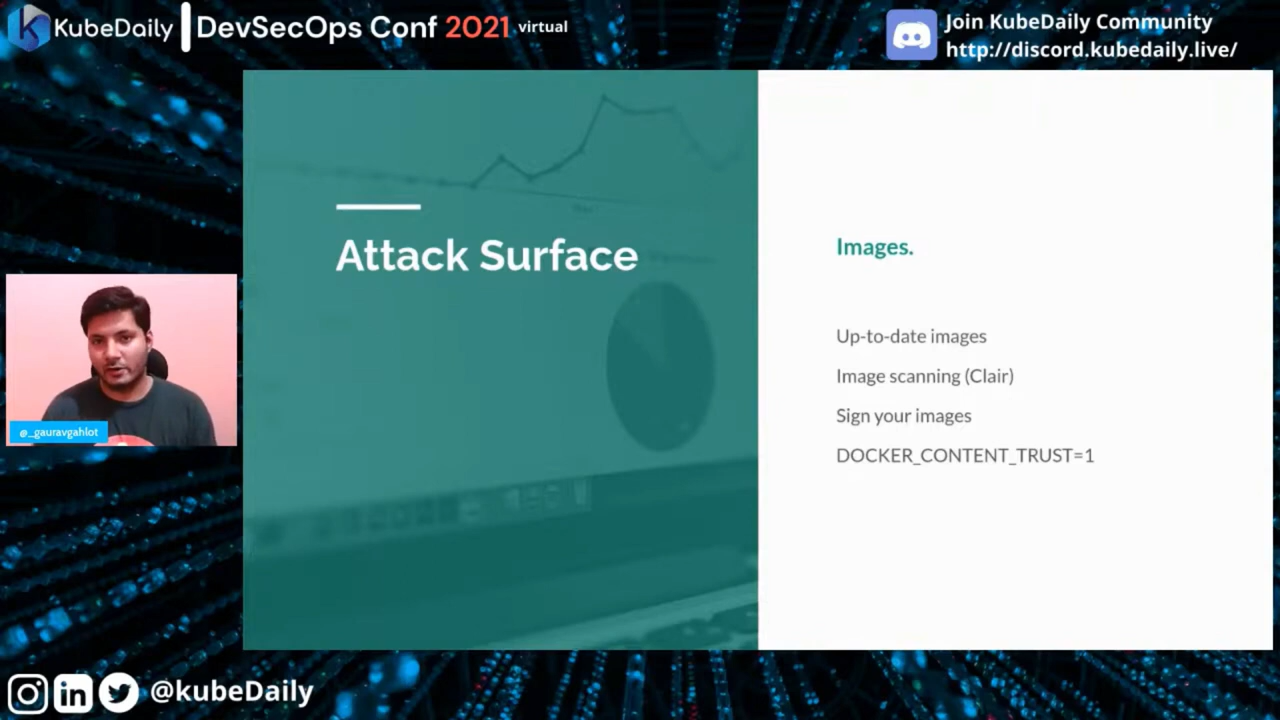 KubeDaily | DevSecOps Conf 2021 virtual
Join KubeDaily Community
http://discord.kubedaily.live/
Attack Surface
Images.
Up-to-date images
Image scanning (Clair)
Sign your images
DOCKER_CONTENT_TRUST=1
@_gauravgahlot
@kubeDaily